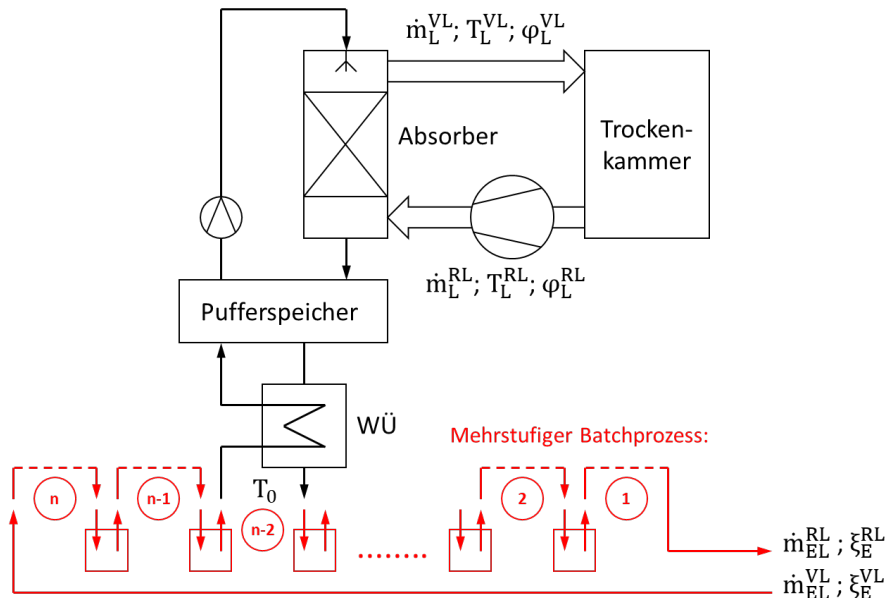 ṁ_L^VL; T_L^VL; φ_L^VL
Absorber
Trocken-
kammer
ṁ_L^RL; T_L^RL; φ_L^RL
Pufferspeicher
WÜ
Mehrstufiger Batchprozess:
T_0
n
n-1
n-2
2
1
ṁ_EL^RL ; ξ_E^RL
ṁ_EL^VL ; ξ_E^VL